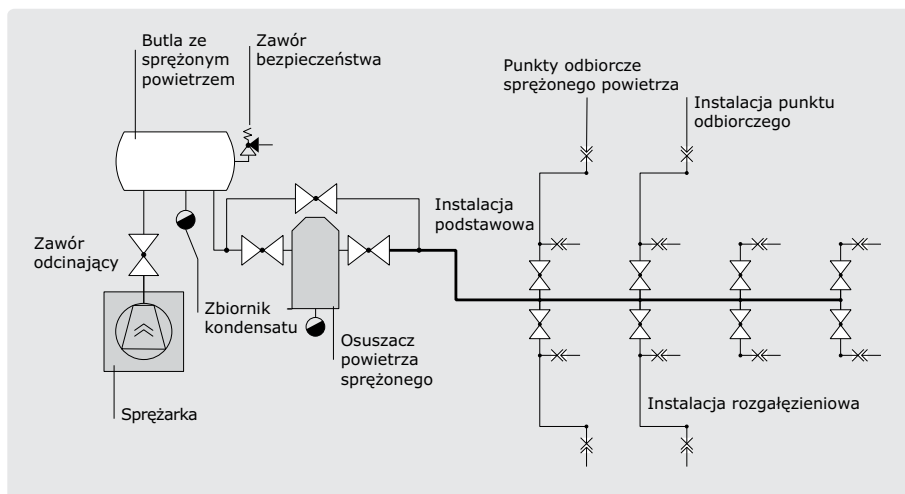 Butla ze
sprężonym
powietrzem
Zawór
bezpieczeństwa
Punkty odbiorcze
sprężonego powietrza
Instalacja punktu
odbiorczego
Instalacja
podstawowa
Zawór
odcinający
Zbiornik
kondensatu
Osuszacz
powietrza
sprężonego
Sprężarka
Instalacja rozgałęzieniowa